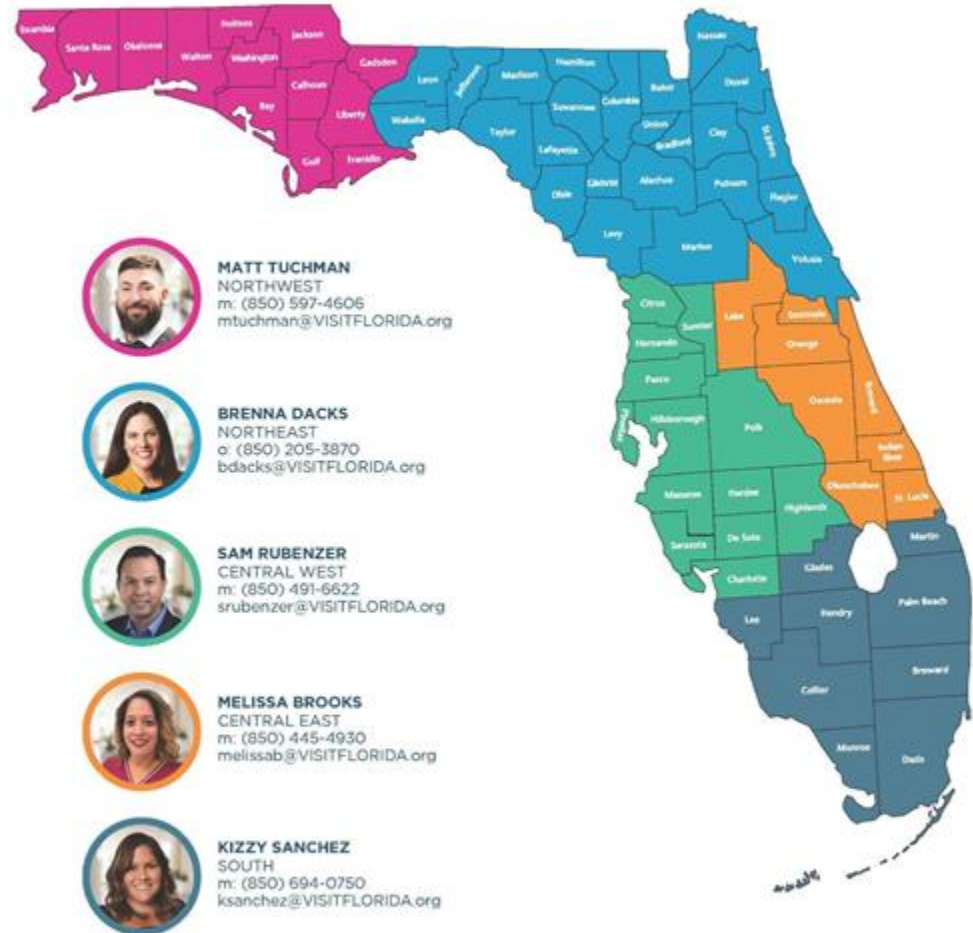 Escambia
Santa Rosa
Okaloosa
Walton
Holmes
Washington
Jackson
Bay
Calhoun
Gulf
Gadsden
Liberty
Franklin
Leon
Wakulla
Jefferson
Madison
Taylor
Hamilton
Suwannee
Lafayette
Dixie
Columbia
Gilchrist
Levy
Baker
Union
Bradford
Alachua
Marion
Nassau
Duval
Clay
St Johns
Putnam
Flagler
Volusia
Citrus
Sumter
Hernando
Pasco
Pinellas
Hillsborough
Polk
Manatee
Hardee
Highlands
Sarasota
De Soto
Charlotte
Lake
Seminole
Orange
Osceola
Brevard
Indian
River
Okeechobee
St. Lucie
Martin
Glades
Lee
Hendry
Palm Beach
Collier
Broward
Monroe
Dade
MATT TUCHMAN
NORTHWEST
m: (850) 597-4606
mtuchman@VISITFLORIDA.org
BRENNA DACKS
NORTHEAST
o: (850) 205-3870
bdacks@VISITFLORIDA.org
SAM RUBENZER
CENTRAL WEST
m: (850) 491-6622
srubenzer@VISITFLORIDA.org
MELISSA BROOKS
CENTRAL EAST
m: (850) 445-4930
melissab@VISITFLORIDA.org
KIZZY SANCHEZ
SOUTH
m: (850) 694-0750
ksanchez@VISITFLORIDA.org